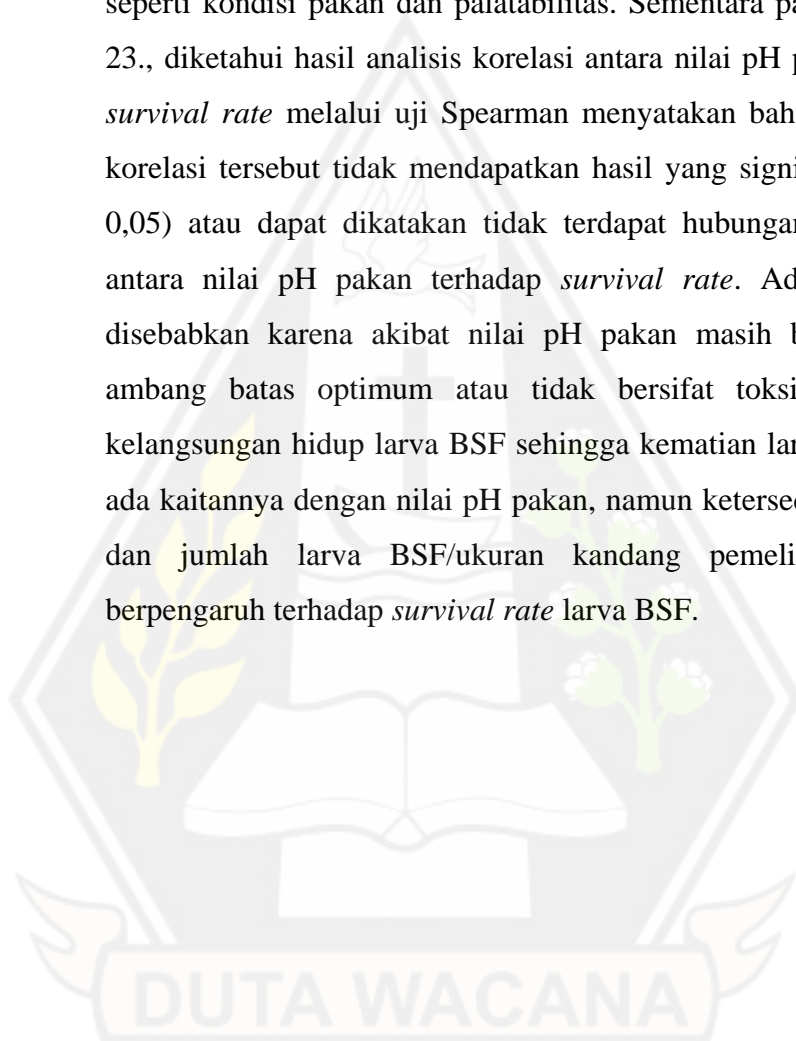 seperti kondisi pakan dan palatabilitas. Sementara pa
23., diketahui hasil analisis korelasi antara nilai pH p
survival rate melalui uji Spearman menyatakan bah
korelasi tersebut tidak mendapatkan hasil yang signi
0,05) atau dapat dikatakan tidak terdapat hubungan
antara nilai pH pakan terhadap survival rate. Ad
disebabkan karena akibat nilai pH pakan masih b
ambang batas optimum atau tidak bersifat toksi
kelangsungan hidup larva BSF sehingga kematian lar
ada kaitannya dengan nilai pH pakan, namun keterse
dan jumlah larva BSF/ukuran kandang pemeli
berpengaruh terhadap survival rate larva BSF.
DUTA WACANA